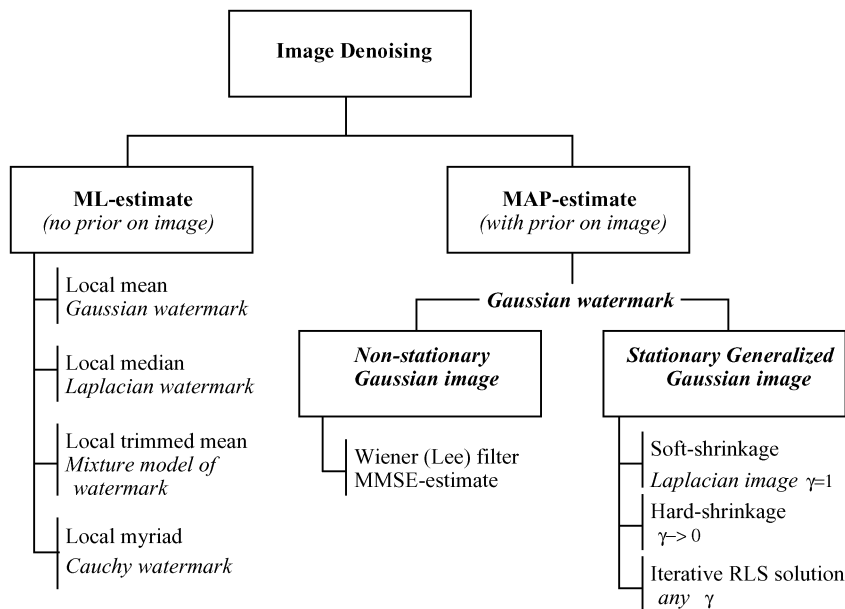 Image Denoising
ML-estimate
(no prior on image)
MAP-estimate
(with prior on image)
Local mean
Gaussian watermark
Local median
Laplacian watermark
Local trimmed mean
Mixture model of
watermark
Local myriad
Cauchy watermark
Gaussian watermark
Non-stationary
Gaussian image
Wiener (Lee) filter
MMSE-estimate
Stationary Generalized
Gaussian image
Soft-shrinkage
Laplacian image γ=1
Hard-shrinkage
γ-> 0
Iterative RLS solution
any γ